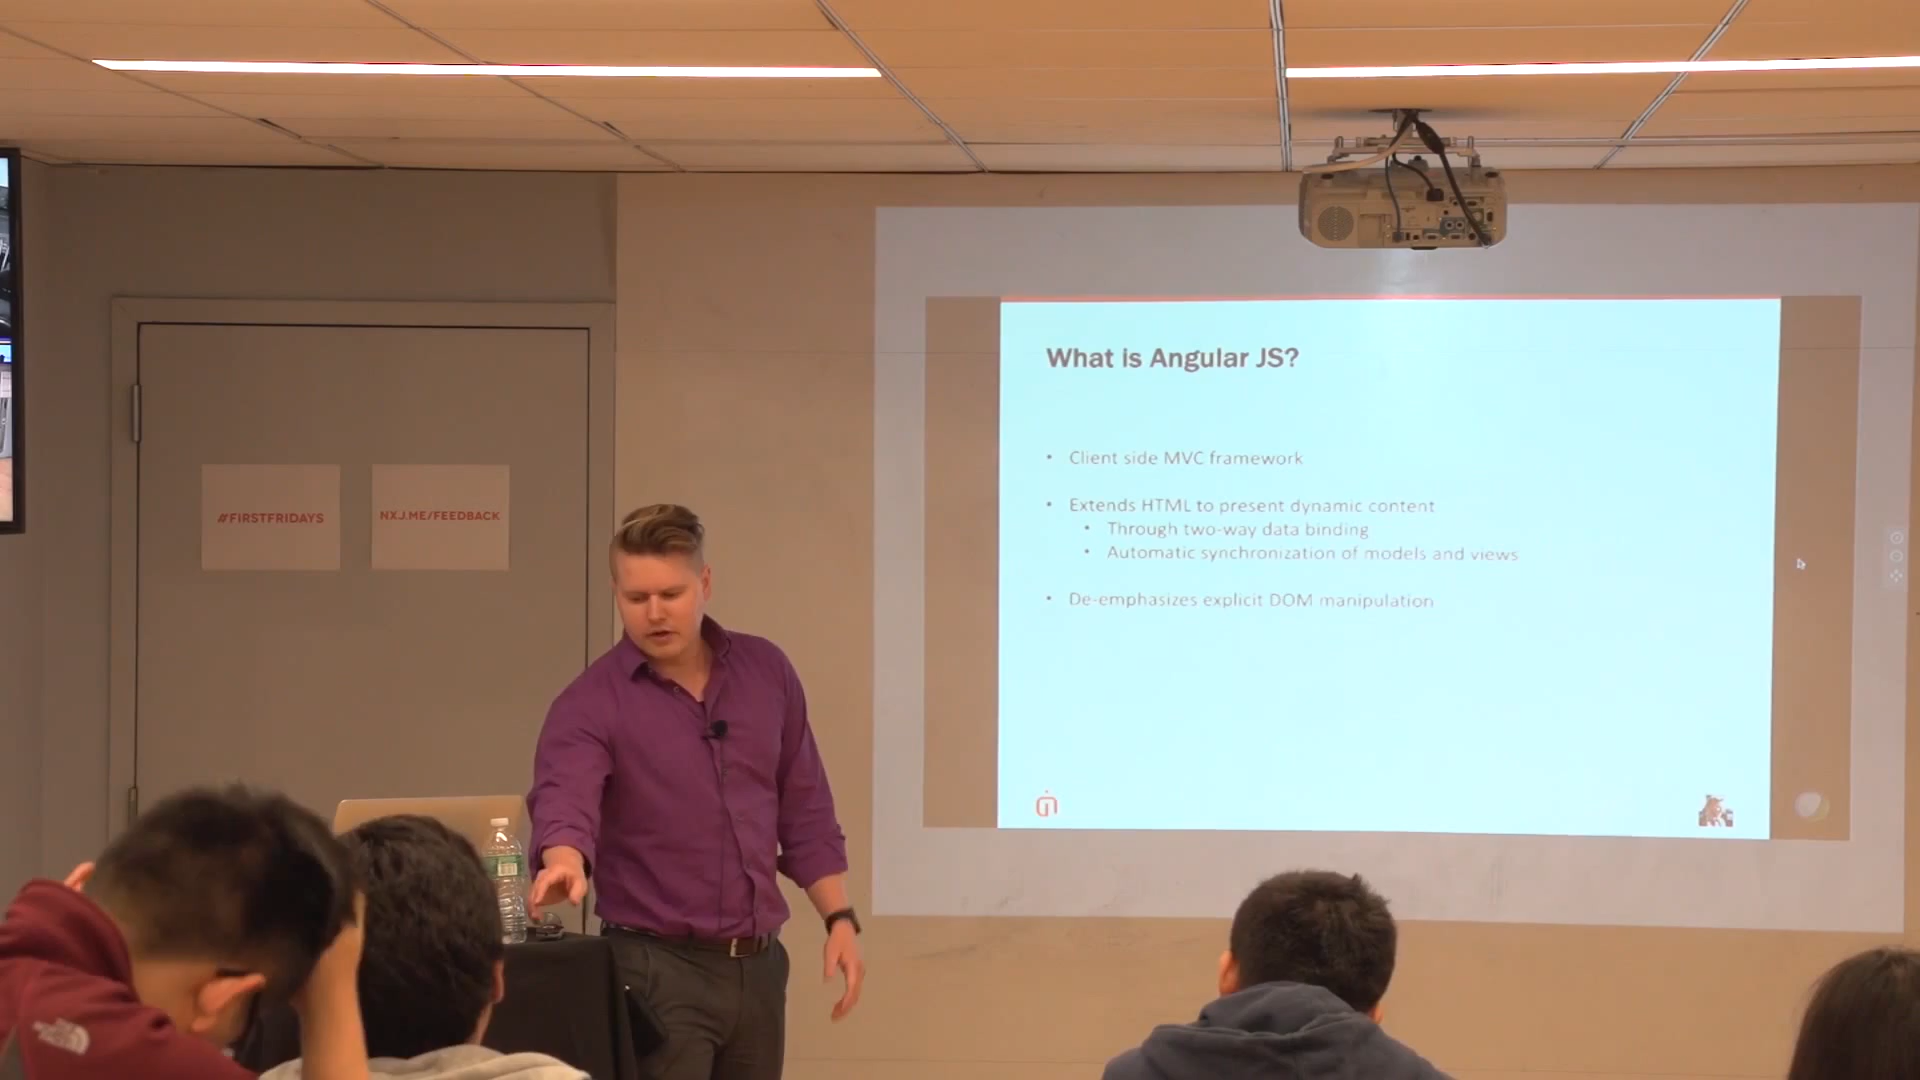 #FIRSTFRIDAYS
NXJ.ME/FEEDBACK
What is Angular JS?
• Client side MVC framework
• Extends HTML to present dynamic content
• Through two-way data binding
• Automatic synchronization of models and views
• De-emphasizes explicit DOM manipulation